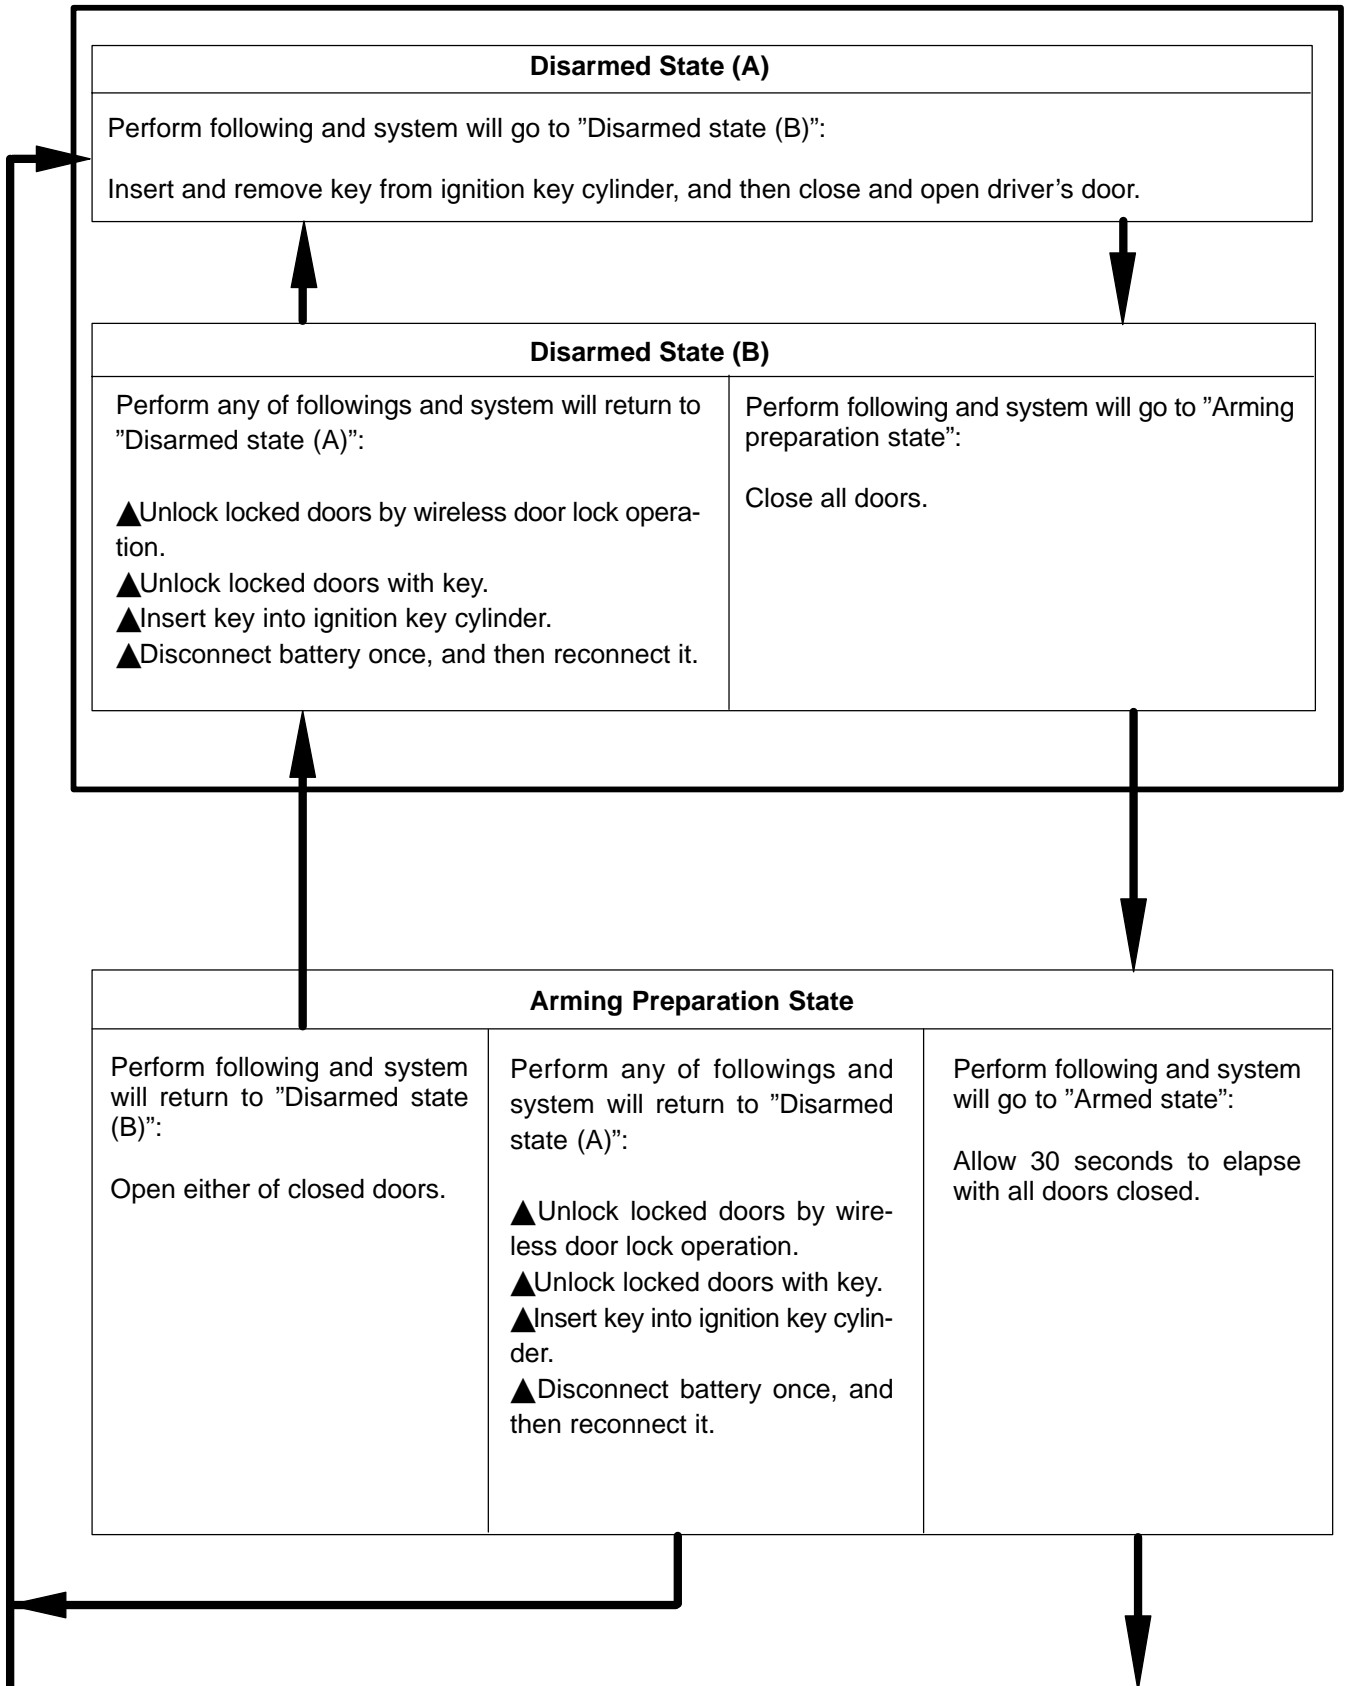 Disarmed State (A)
Perform following and system will go to ”Disarmed state (B)”:
Insert and remove key from ignition key cylinder, and then close and open driver’s door.
Disarmed State (B)
Perform any of followings and system will return to
”Disarmed state (A)”:
▲Unlock locked doors by wireless door lock opera-
tion.
▲Unlock locked doors with key.
▲Insert key into ignition key cylinder.
▲Disconnect battery once, and then reconnect it.
Perform following and system will go to ”Arming
preparation state”:
Close all doors.
Arming Preparation State
Perform following and system
will return to ”Disarmed state
(B)”:
Open either of closed doors.
Perform any of followings and
system will return to ”Disarmed
state (A)”:
▲Unlock locked doors by wire-
less door lock operation.
▲Unlock locked doors with key.
▲Insert key into ignition key cylin-
der.
▲Disconnect battery once, and
then reconnect it.
Perform following and system
will go to ”Armed state”:
Allow 30 seconds to elapse
with all doors closed.